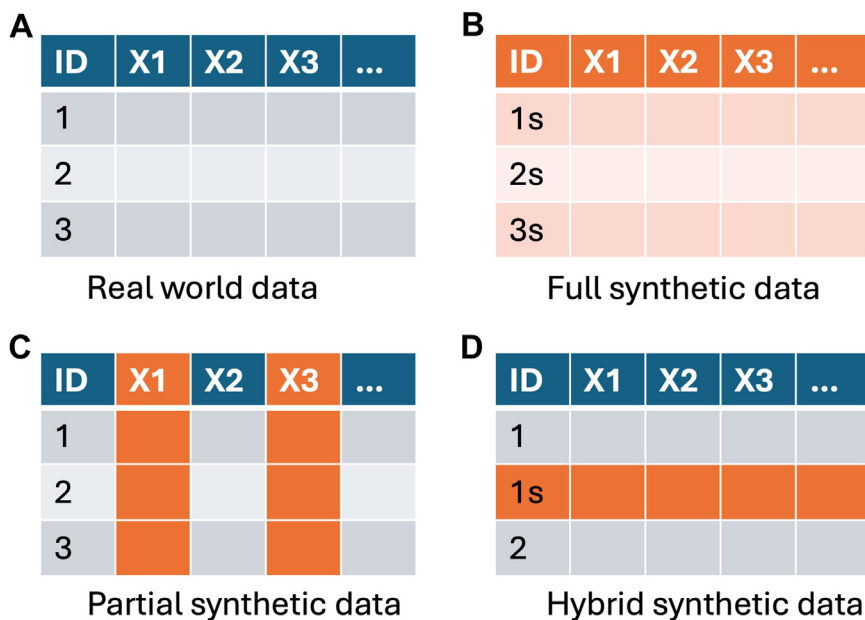 A
ID X1 X2 X3 ...
1
2
3
Real world data
B
ID X1 X2 X3 ...
1s
2s
3s
Full synthetic data
C
ID X1 X2 X3 ...
1
2
3
Partial synthetic data
D
ID X1 X2 X3 ...
1
1s
2
Hybrid synthetic data